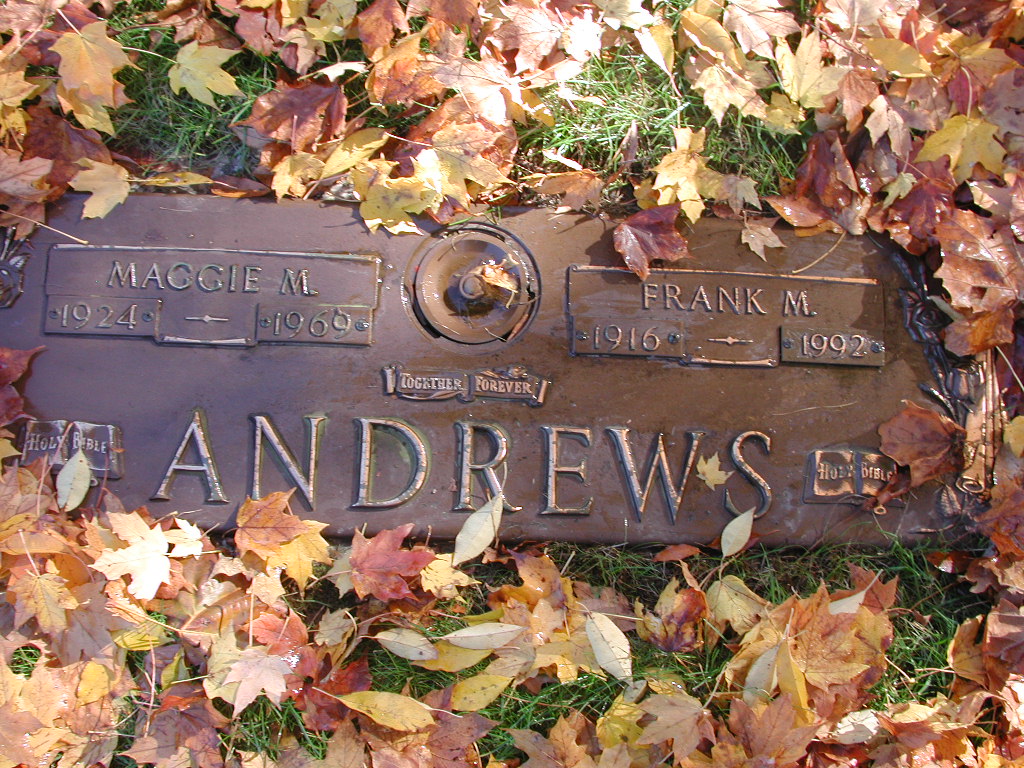 MAGGIE M.
1924 – 1969
FRANK M.
1916 – 1992
TOGETHER FOREVER
HOLY BIBLE
ANDREWS
HOLY BIBLE